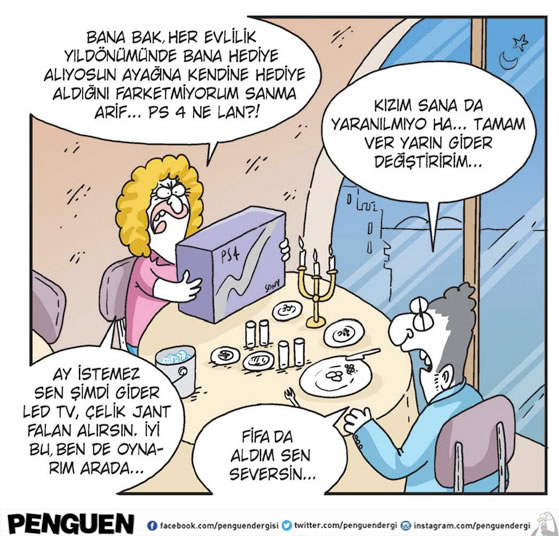 BANA BAK, HER EVLİLİK
YILDÖNÜMÜNDE BANA HEDİYE
ALIYOSUN AYAĞINA KENDİNE HEDİYE
ALDIĞINI FARKETMİYORUM SANMA
ARİF... PS 4 NE LAN?!
KIZIM SANA DA
YARANILMIYO HA... TAMAM
VER YARIN GİDER
DEĞİŞTİRİRİM...
PS4
SONY
AY İSTEMEZ
SEN ŞİMDİ GİDER
LED TV, ÇELİK JANT
FALAN ALIRSIN. İYİ
BU, BEN DE OYNA-
RIM ARADA...
FİFA DA
ALDIM SEN
SEVERSİN...
PENGUEN facebook.com/penguendergisi twitter.com/penguendergi instagram.com/penguendergi